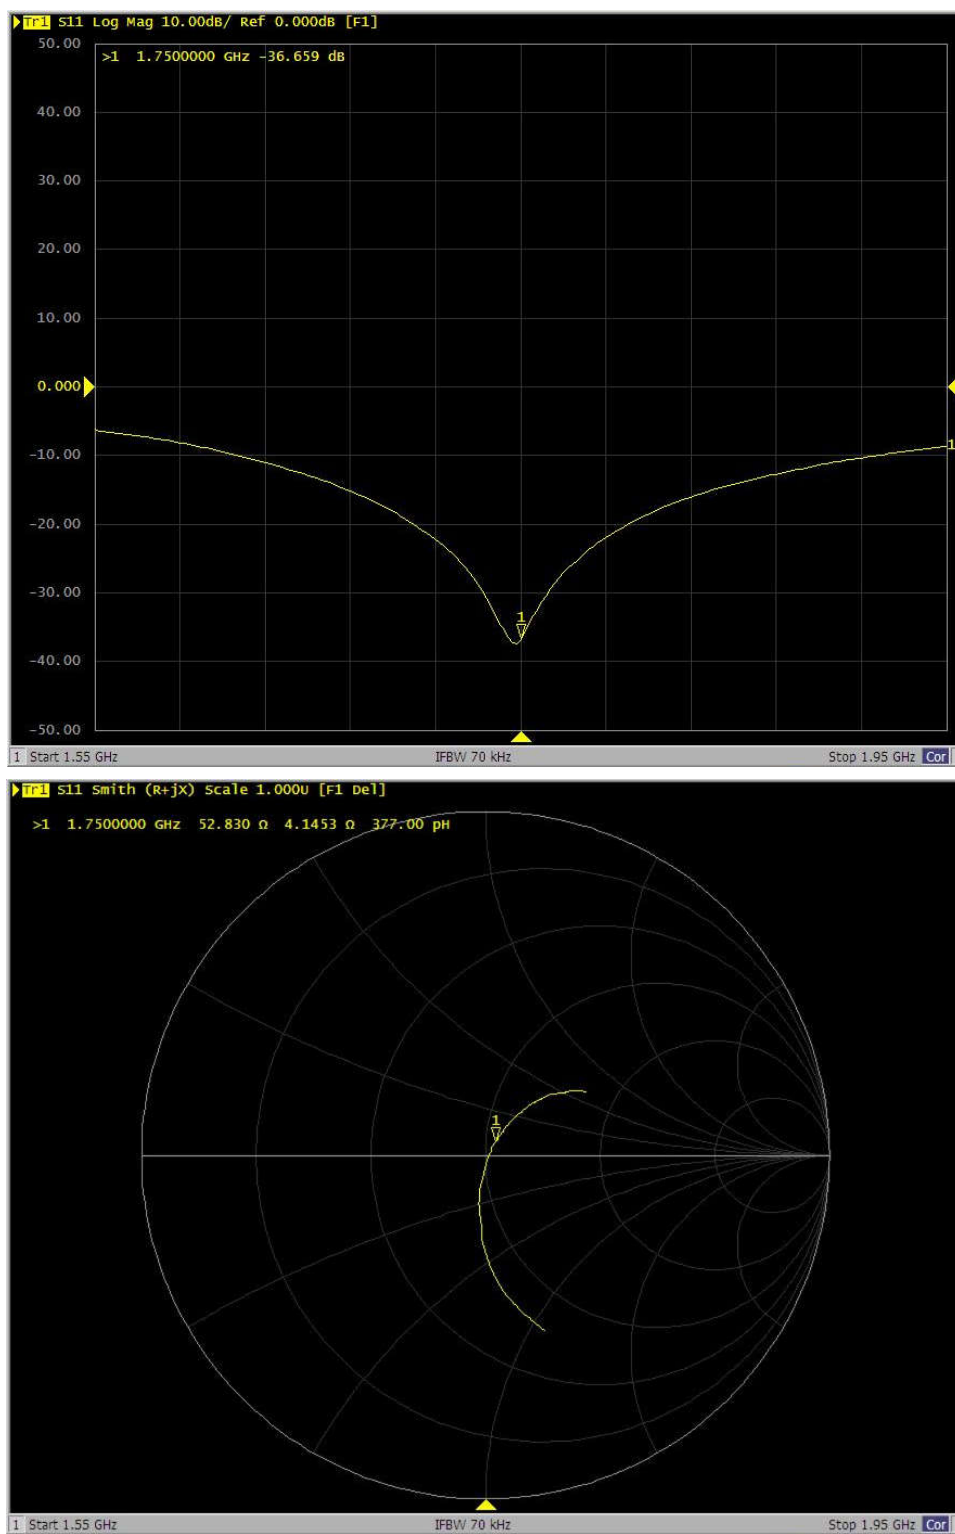 Tr1 S11 Log Mag 10.00dB/ Ref 0.000dB [F1]
50.00
>1 1.7500000 GHz -36.659 dB
40.00
30.00
20.00
10.00
0.000
-10.00
1
-20.00
-30.00
1
-40.00
-50.00
1 Start 1.55 GHz IFBW 70 kHz Stop 1.95 GHz Cor
Tr1 S11 Smith (R+jX) Scale 1.000U [F1 Del]
>1 1.7500000 GHz 52.830 Ω 4.1453 Ω 377.00 pH
1
1 Start 1.55 GHz IFBW 70 kHz Stop 1.95 GHz Cor